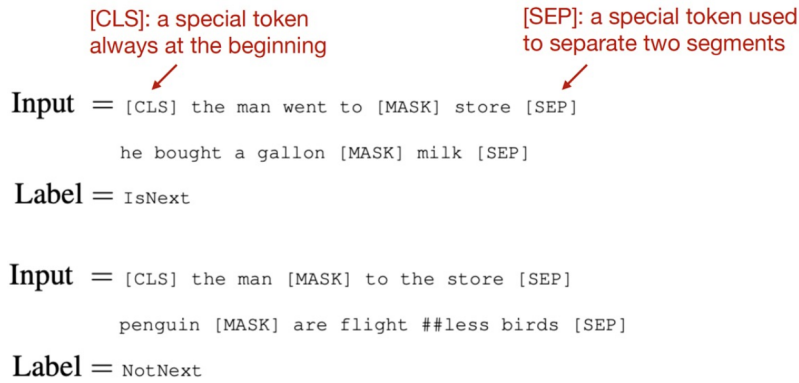 [CLS]: a special token
always at the beginning
[SEP]: a special token used
to separate two segments
Input = [CLS] the man went to [MASK] store [SEP]
he bought a gallon [MASK] milk [SEP]
Label = IsNext
Input = [CLS] the man [MASK] to the store [SEP]
penguin [MASK] are flight ##less birds [SEP]
Label = NotNext